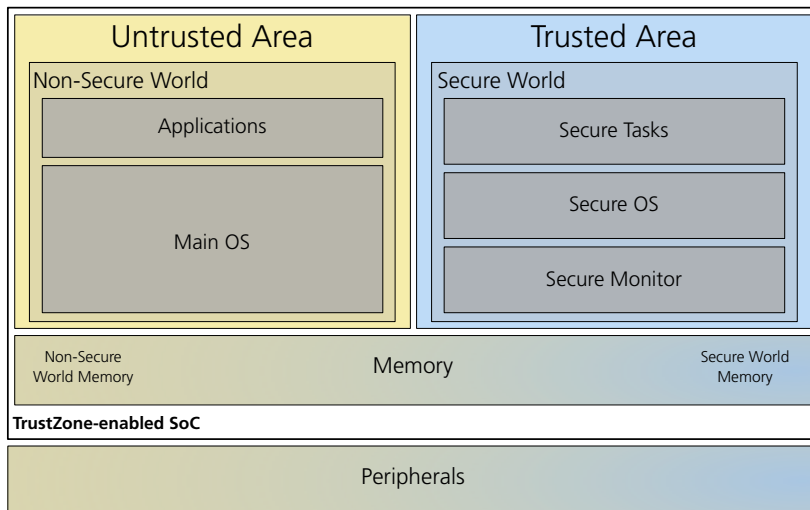 Untrusted Area
Trusted Area
Non-Secure World
Secure World
Applications
Main OS
Secure Tasks
Secure OS
Secure Monitor
Non-Secure
World Memory
Memory
Secure World
Memory
TrustZone-enabled SoC
Peripherals